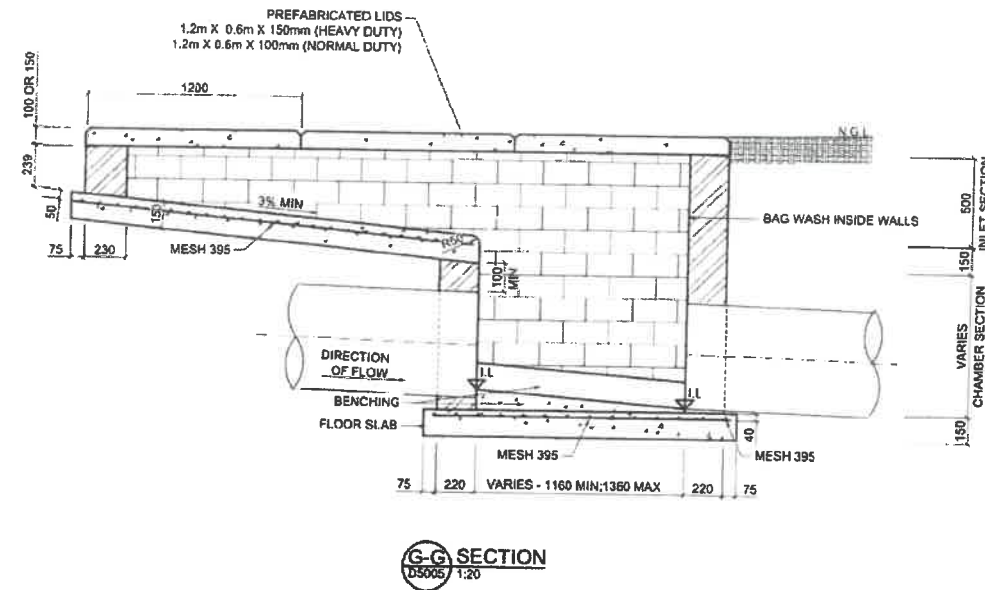 PREFABRICATED LIDS
1.2m X 0.6m X 150mm (HEAVY DUTY)
1.2m X 0.6m X 100mm (NORMAL DUTY)
100 OR 150
1200
N.G.L
239
50
150
3% MIN
MESH 395
R50
75
230
100
MIN
BAG WASH INSIDE WALLS
500
INLET SECTION
150
VARIES
CHAMBER SECTION
150
DIRECTION
OF FLOW
I.L
I.L
BENCHING
FLOOR SLAB
MESH 395
40
MESH 395
75
220
VARIES - 1160 MIN;1360 MAX
220
75
G-G SECTION
D5005 1:20